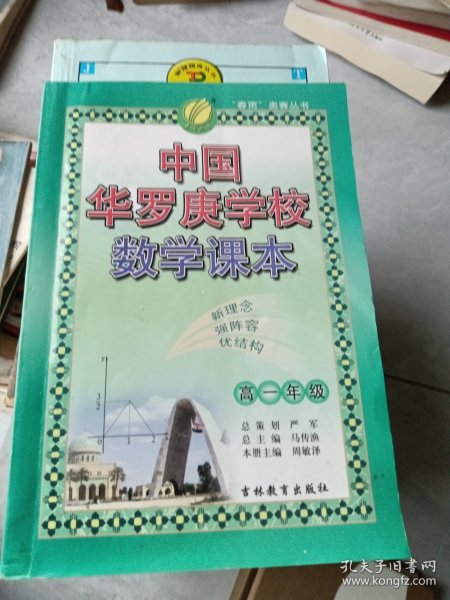 “春雨”奥赛丛书
中国
华罗庚学校
数学课本
新理念
强阵容
优结构
高一年级
y
O 1 2 x
总策划 严军
总主编 马传渔
本册主编 周敏泽
吉林教育出版社
孔夫子旧书网
www.kongfz.com